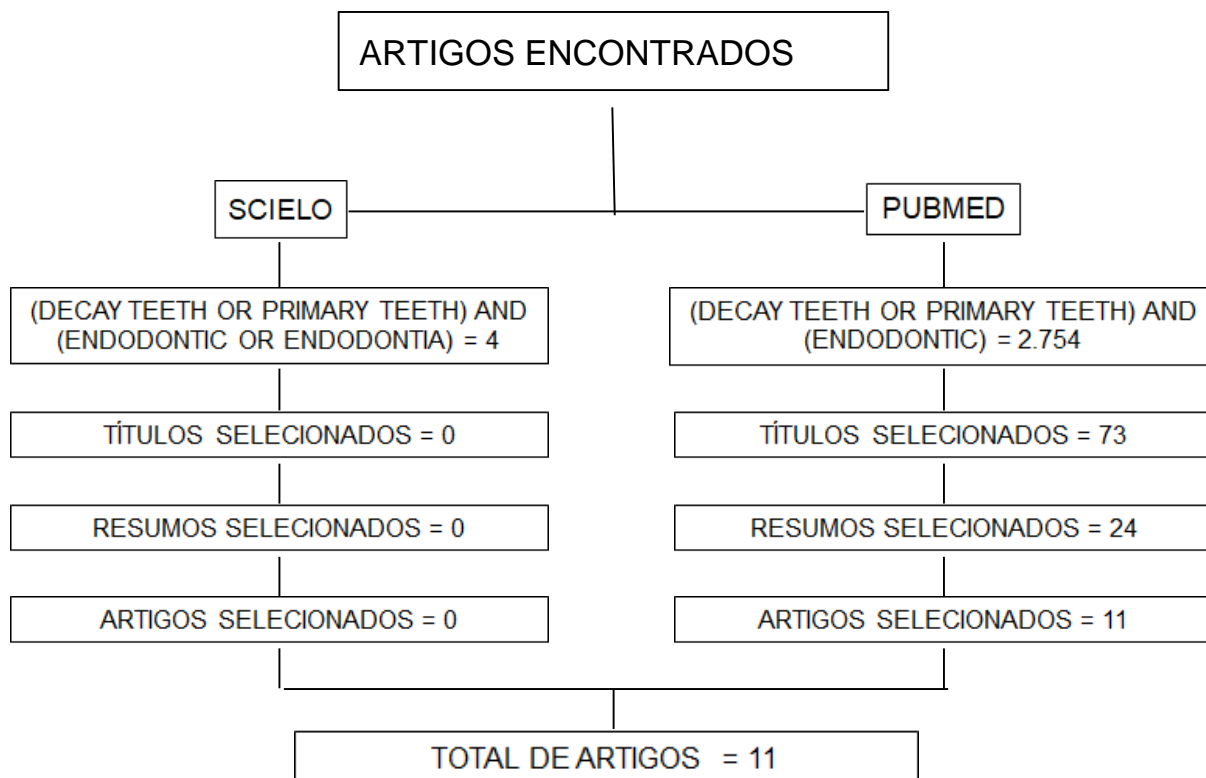 ARTIGOS ENCONTRADOS
SCIELO
PUBMED
(DECAY TEETH OR PRIMARY TEETH) AND
(ENDODONTIC OR ENDODONTIA) = 4
(DECAY TEETH OR PRIMARY TEETH) AND
(ENDODONTIC) = 2.754
TÍTULOS SELECIONADOS = 0
TÍTULOS SELECIONADOS = 73
RESUMOS SELECIONADOS = 0
RESUMOS SELECIONADOS = 24
ARTIGOS SELECIONADOS = 0
ARTIGOS SELECIONADOS = 11
TOTAL DE ARTIGOS = 11